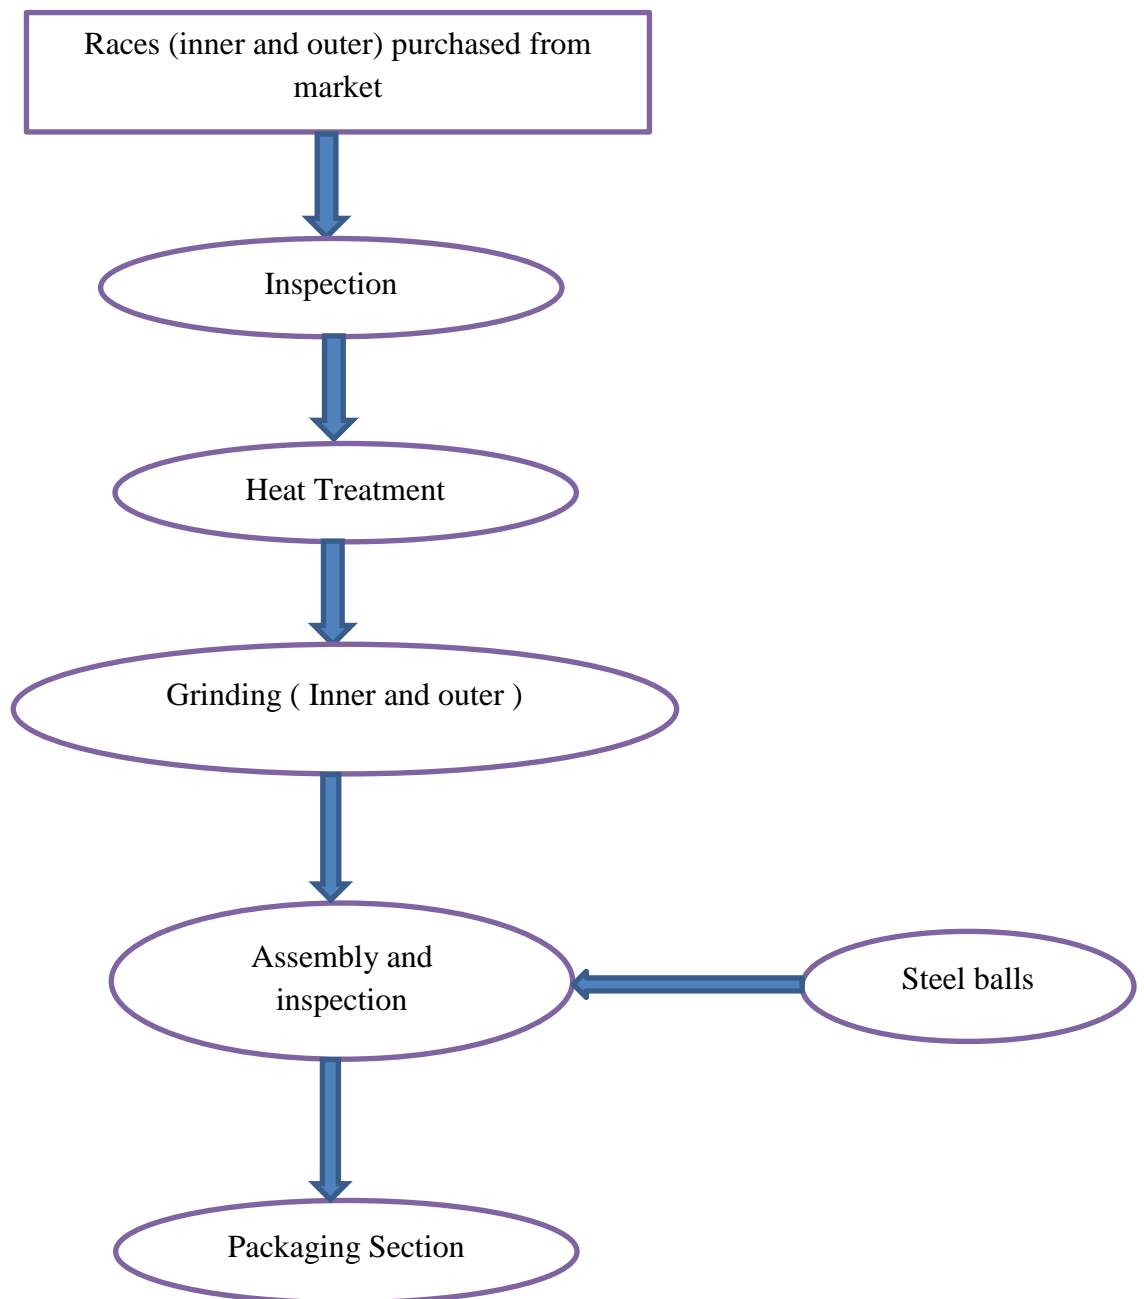 Races (inner and outer) purchased from
market
Inspection
Heat Treatment
Grinding ( Inner and outer )
Assembly and
inspection
Steel balls
Packaging Section